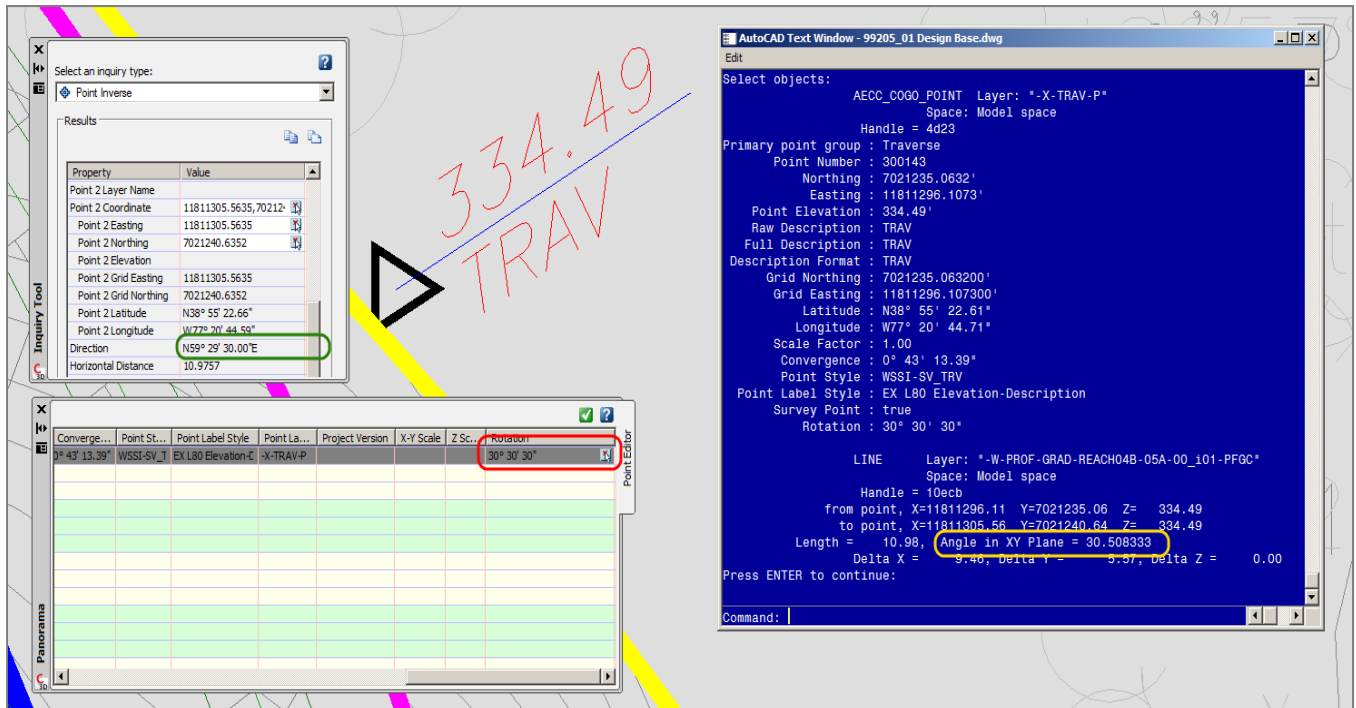 Select an inquiry type:
Point Inverse
Results
Property Value
Point 2 Layer Name
Point 2 Coordinate 11811305.5635,70212
Point 2 Easting 11811305.5635
Point 2 Northing 7021240.6352
Point 2 Elevation
Point 2 Grid Easting 11811305.5635
Point 2 Grid Northing 7021240.6352
Point 2 Latitude N38° 55' 22.66"
Point 2 Longitude W77° 20' 44.59"
Direction N59° 29' 30.00"E
Horizontal Distance 10.9757
Inquiry Tool
334.49
TRAV
Converge... Point St... Point Label Style Point La... Project Version X-Y Scale Z Sc... Rotation
0° 43' 13.39" WSSI-SV_T EX L80 Elevation-D -X-TRAV-P 30° 30' 30"
Point Editor
Panorama
AutoCAD Text Window - 99205_01 Design Base.dwg
Edit
Select objects:
AECC_COGO_POINT Layer: "-X-TRAV-P"
Space: Model space
Handle = 4d23
Primary point group : Traverse
Point Number : 300143
Northing : 7021235.0632'
Easting : 11811296.1073'
Point Elevation : 334.49'
Raw Description : TRAV
Full Description : TRAV
Description Format : TRAV
Grid Northing : 7021235.063200'
Grid Easting : 11811296.107300'
Latitude : N38° 55' 22.61"
Longitude : W77° 20' 44.71"
Scale Factor : 1.00
Convergence : 0° 43' 13.39"
Point Style : WSSI-SV_TRV
Point Label Style : EX L80 Elevation-Description
Survey Point : true
Rotation : 30° 30' 30"
LINE Layer: "-W-PROF-GRAD-REACH04B-05A-00_i01-PFGC"
Space: Model space
Handle = 10ecb
from point, X=11811296.11 Y=7021235.06 Z= 334.49
to point, X=11811305.56 Y=7021240.64 Z= 334.49
Length = 10.98, Angle in XY Plane = 30.508333
Delta X = 9.46, Delta Y = 5.57, Delta Z = 0.00
Press ENTER to continue:
Command: